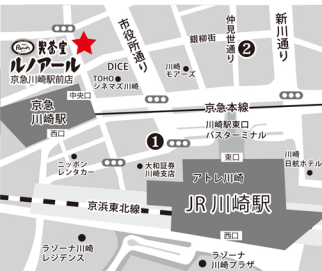 喫茶室
Renoir
ルノアール
京急川崎駅前店
市役所通り
仲見世通り
新川通り
銀柳街
DICE
TOHO
シネマズ川崎
川崎
モアーズ
❷
中央口
京急
川崎駅
西口
京急本線
川崎駅東口
バスターミナル
❶
ニッポン
レンタカー
大和証券
川崎支店
東口
川崎
日航ホテル
アトレ川崎
京浜東北線
JR 川崎駅
西口
ラゾーナ川崎
レジデンス
ラゾーナ
川崎プラザ